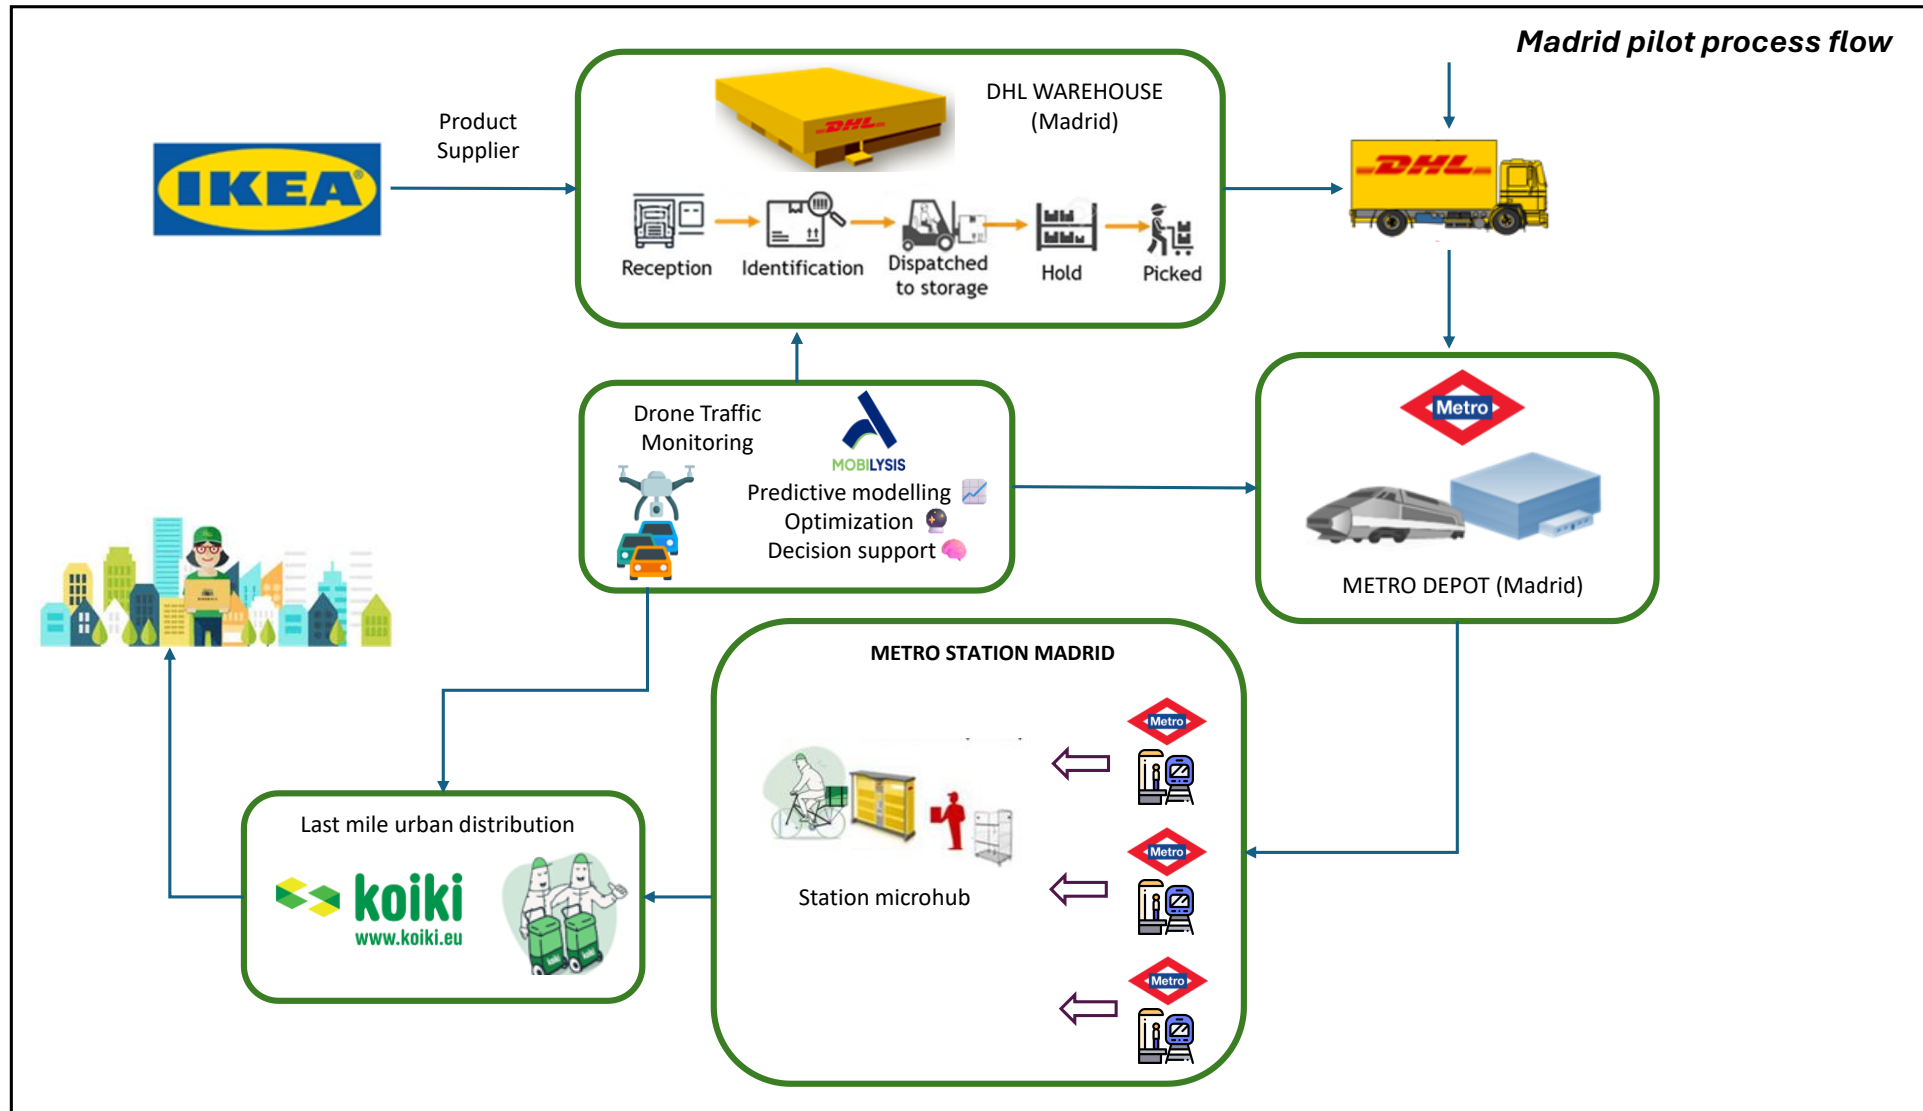 Madrid pilot process flow
IKEA
Product
Supplier
DHL
DHL WAREHOUSE
(Madrid)
Reception
Identification
Dispatched
to storage
Hold
Picked
DHL
Drone Traffic
Monitoring
MOBILYSIS
Predictive modelling
Optimization
Decision support
Metro
METRO DEPOT (Madrid)
METRO STATION MADRID
Metro
Metro
Metro
Station microhub
Last mile urban distribution
koiki
www.koiki.eu
koiki
koiki